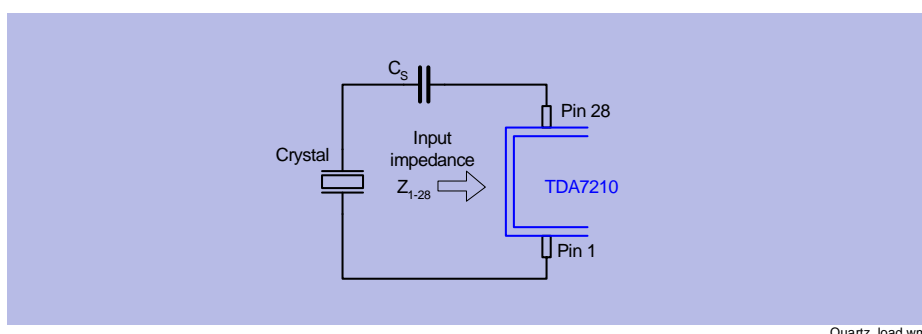 C_S
Pin 28
Input
impedance
Crystal
Z_1-28
TDA7210
Pin 1